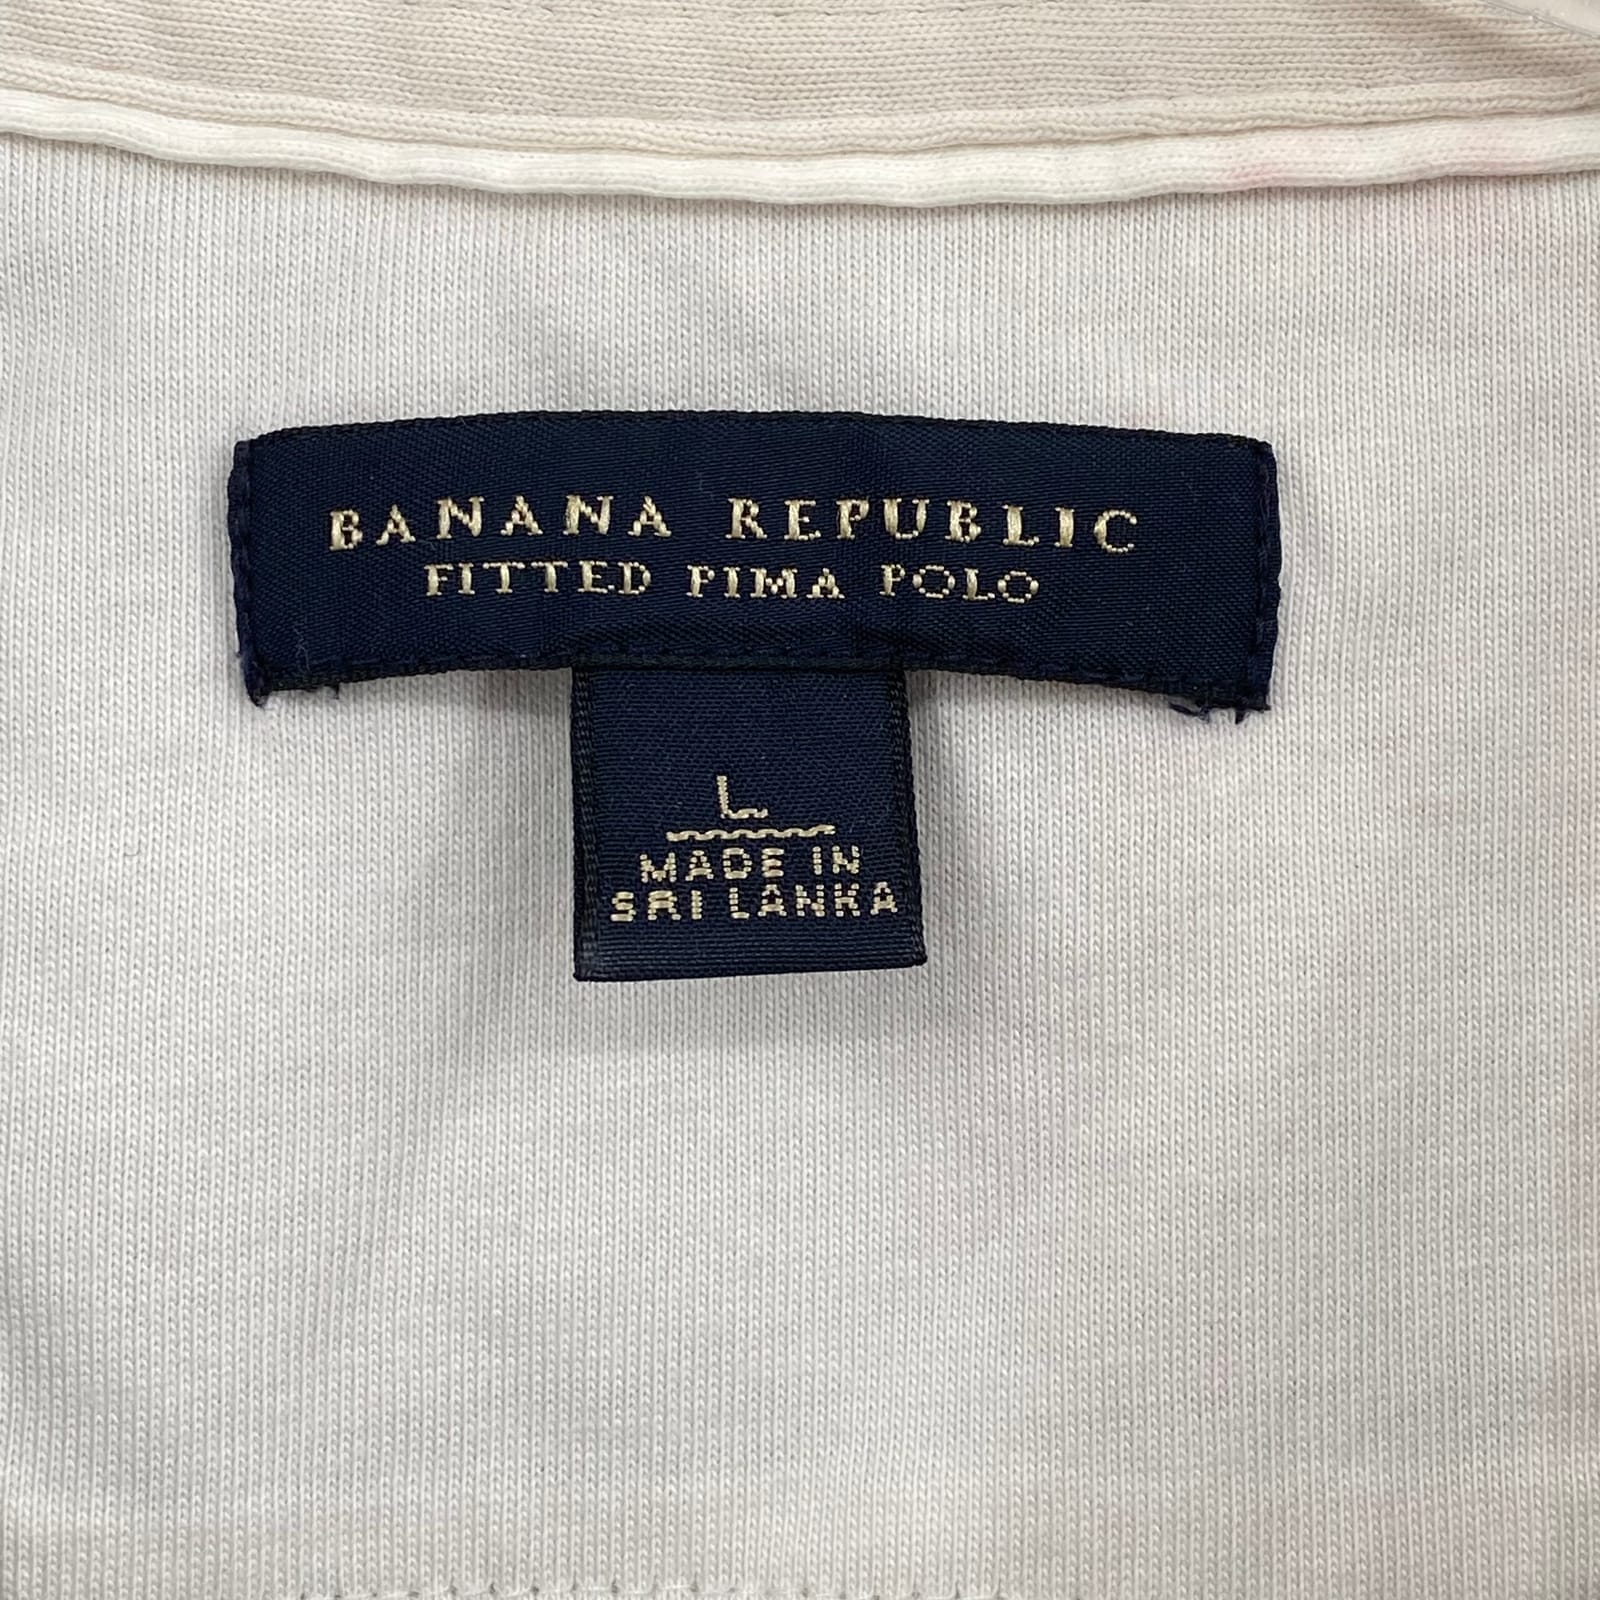 BANANA REPUBLIC
FITTED PIMA POLO
L
MADE IN
SRI LANKA